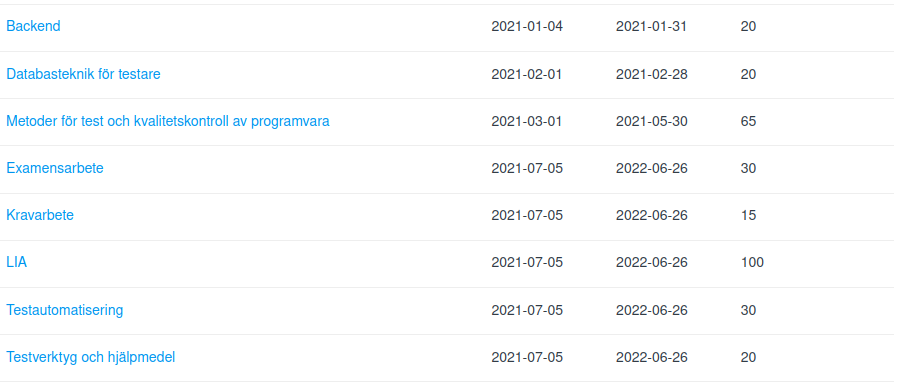 Backend 2021-01-04 2021-01-31 20
Databasteknik för testare 2021-02-01 2021-02-28 20
Metoder för test och kvalitetskontroll av programvara 2021-03-01 2021-05-30 65
Examensarbete 2021-07-05 2022-06-26 30
Kravarbete 2021-07-05 2022-06-26 15
LIA 2021-07-05 2022-06-26 100
Testautomatisering 2021-07-05 2022-06-26 30
Testverktyg och hjälpmedel 2021-07-05 2022-06-26 20